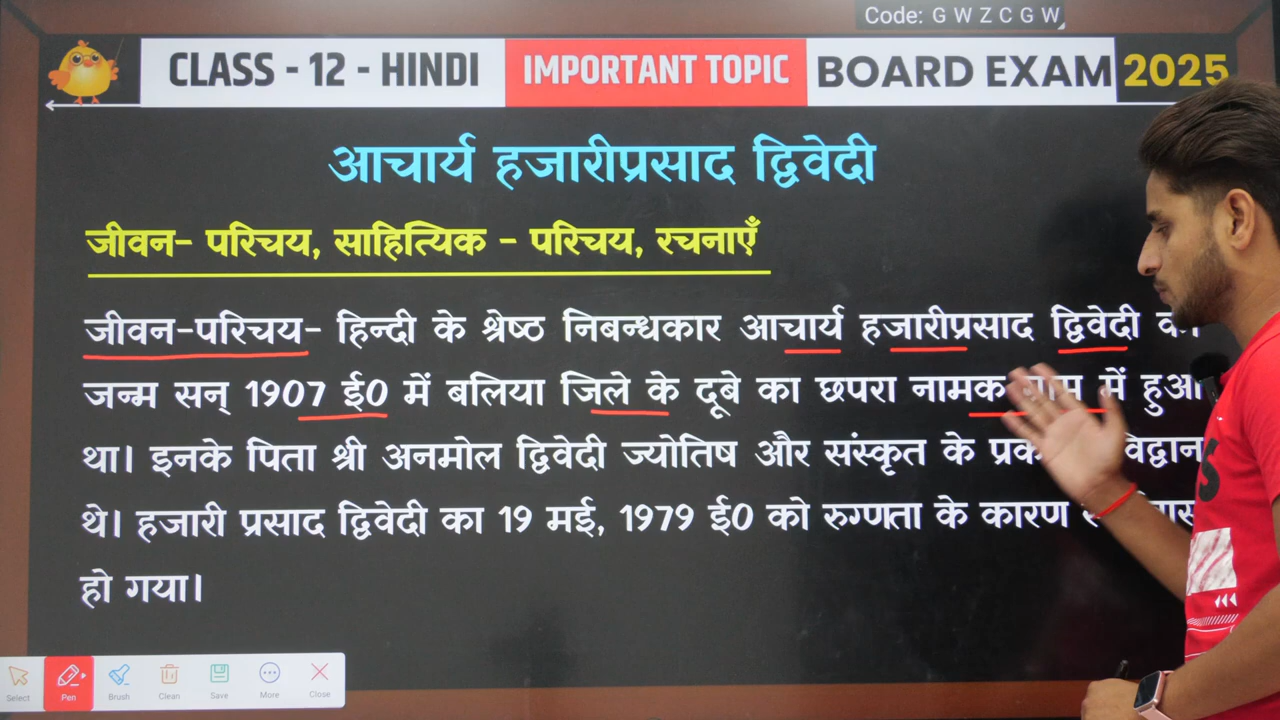 Code: G W Z C G W
CLASS - 12 - HINDI IMPORTANT TOPIC BOARD EXAM 2025
आचार्य हजारीप्रसाद द्विवेदी
जीवन- परिचय, साहित्यिक - परिचय, रचनाएँ
जीवन-परिचय- हिन्दी के श्रेष्ठ निबन्धकार आचार्य हजारीप्रसाद द्विवेदी
जन्म सन् 1907 ई0 में बलिया जिले के दूबे का छपरा नामक में हुआ
था। इनके पिता श्री अनमोल द्विवेदी ज्योतिष और संस्कृत के विद्वान
थे। हजारी प्रसाद द्विवेदी का 19 मई, 1979 ई0 को रुग्णता के कारण
हो गया।
Select Pen Brush Clean Save More Close